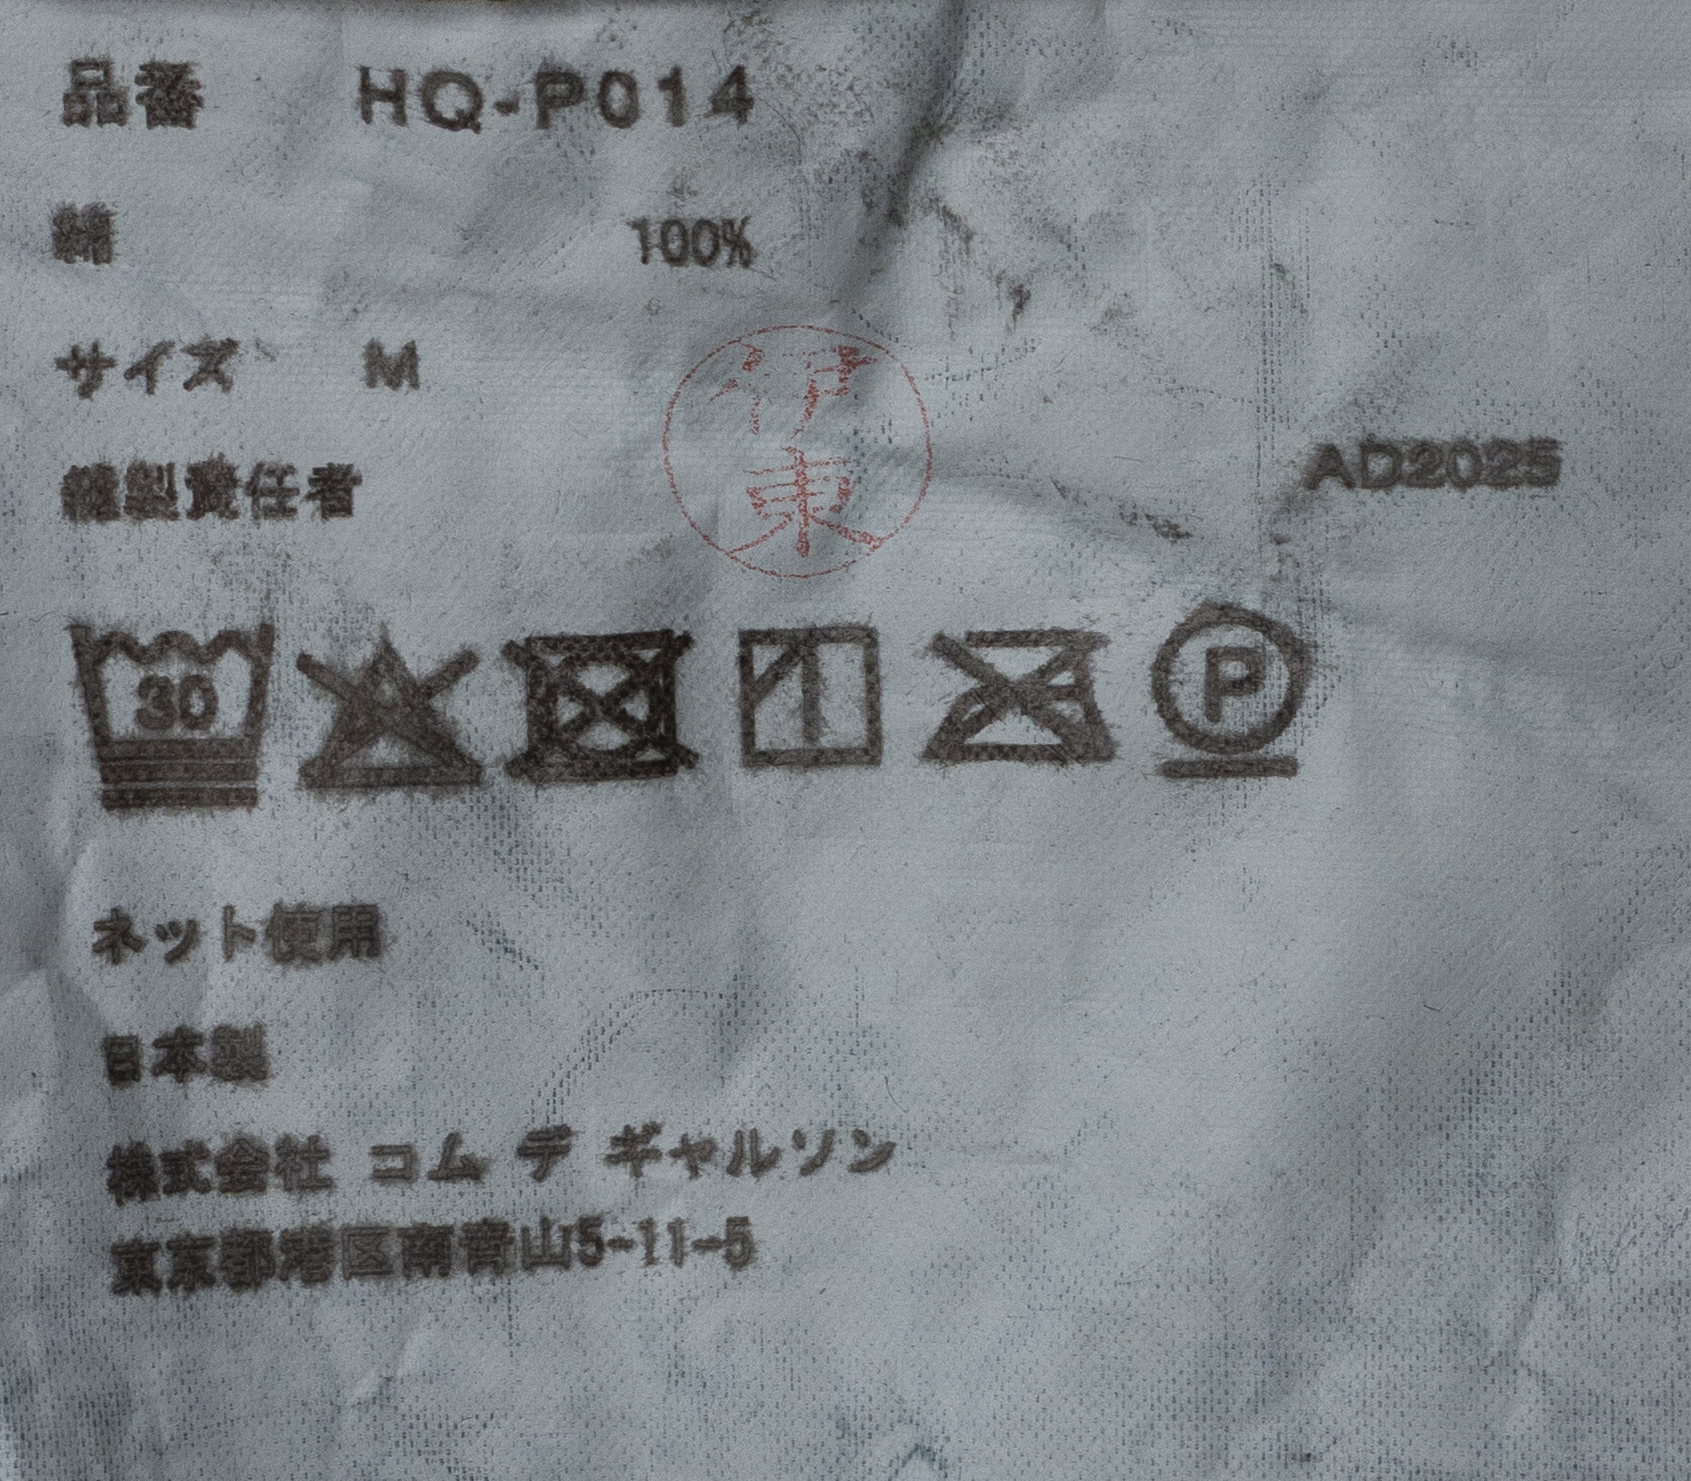 品番 HQ-P014
綿 100%
サイズ M
縫製責任者 伊東
AD2025
30 P
ネット使用
日本製
株式会社 コム デ ギャルソン
東京都港区南青山5-11-5